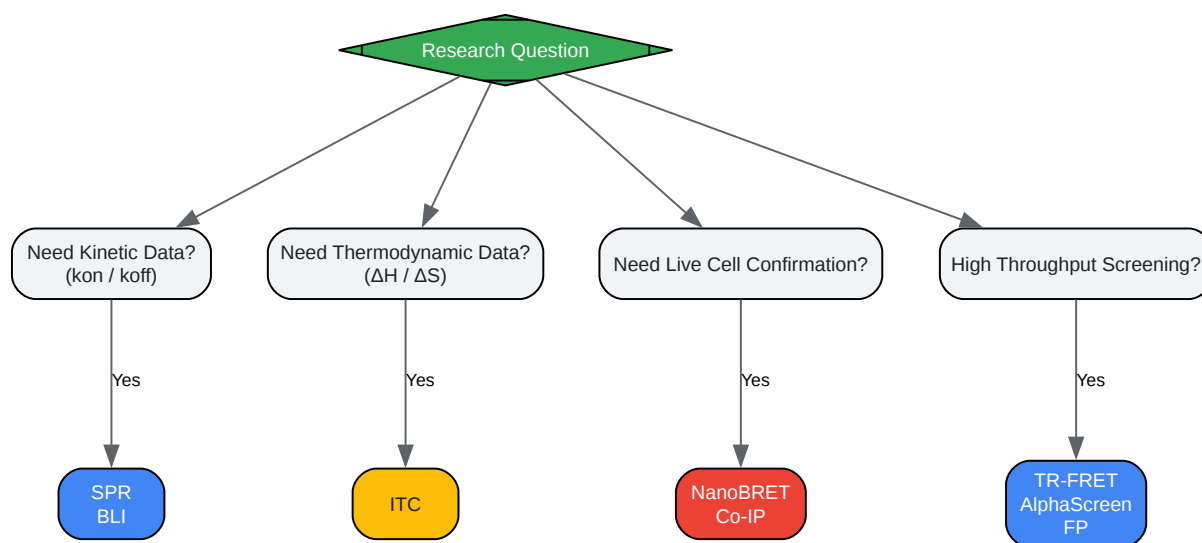 Research Question
Need Kinetic Data?
(kon / koff)
Need Thermodynamic Data?
(ΔH / ΔS)
Need Live Cell Confirmation?
High Throughput Screening?
Yes
Yes
Yes
Yes
SPR
BLI
ITC
NanoBRET
Co-IP
TR-FRET
AlphaScreen
FP